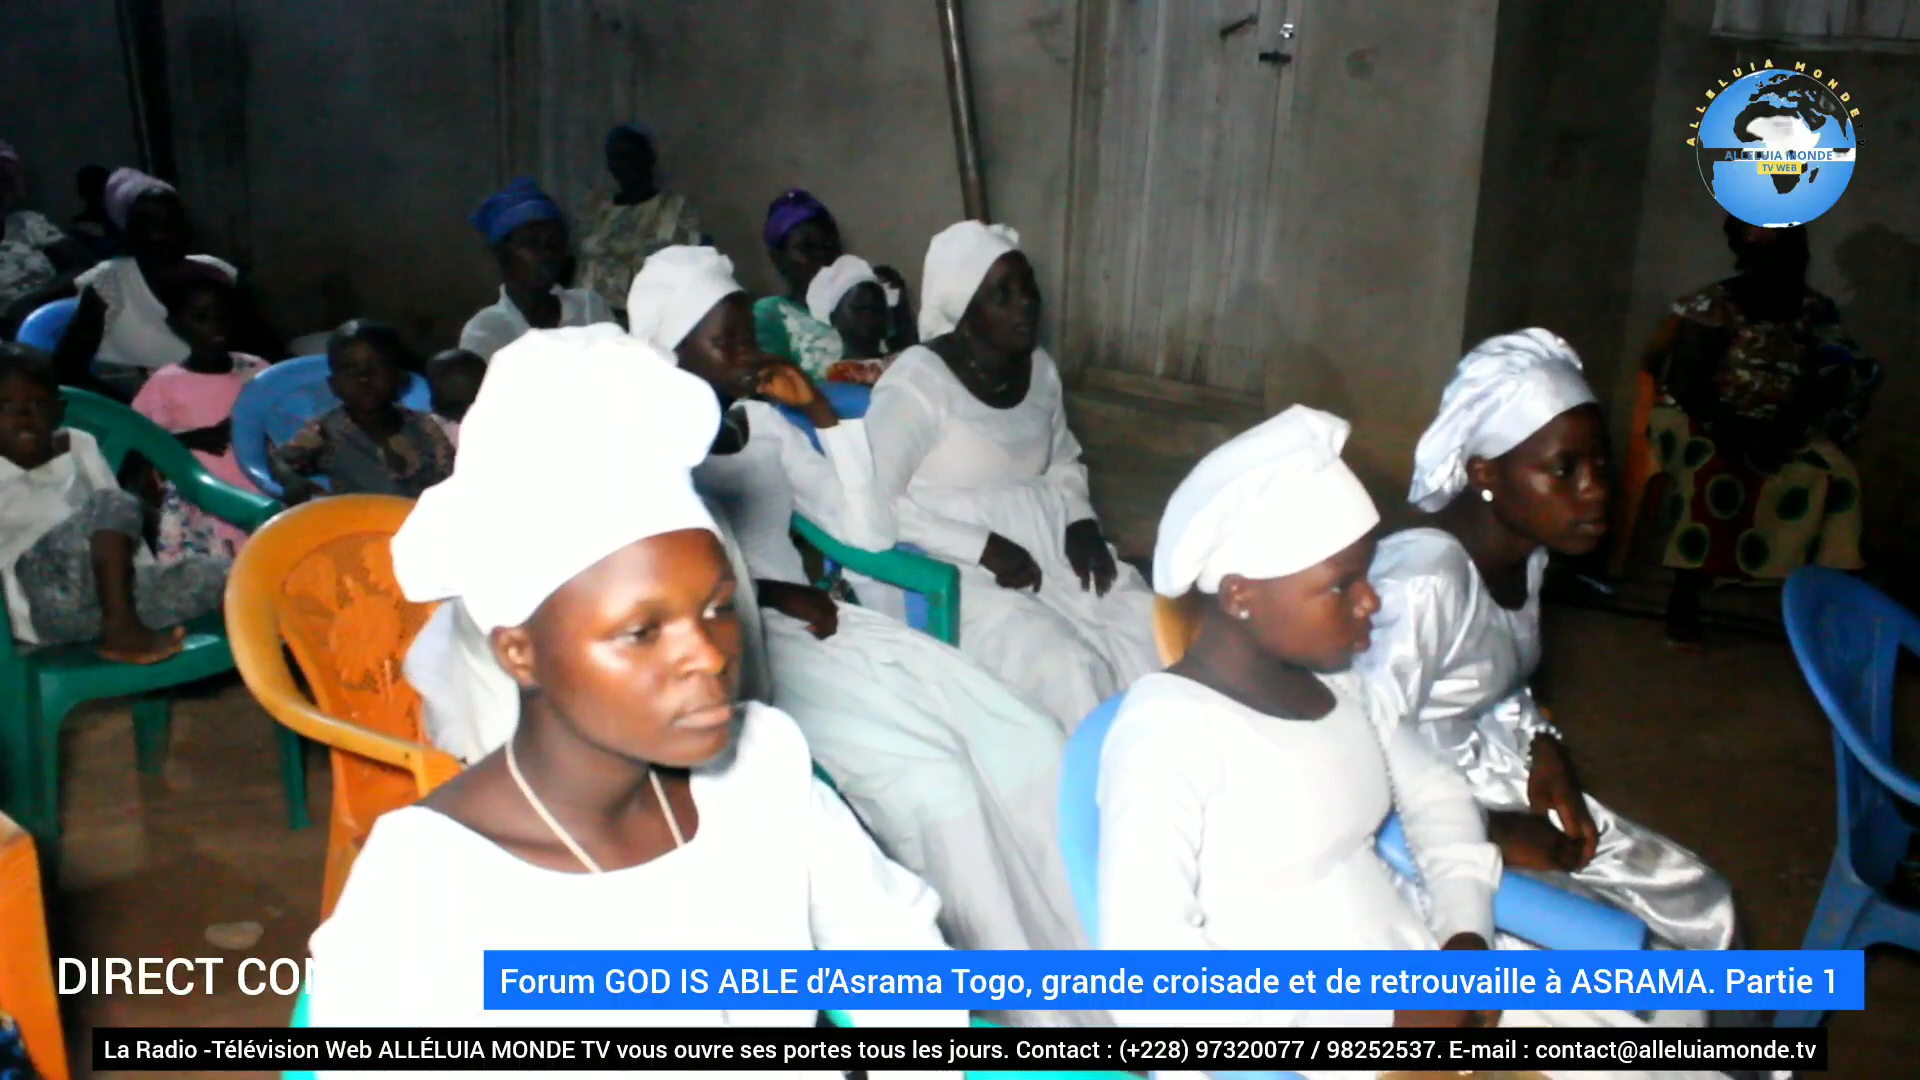 ALLELUIA MONDE TV
ALLELUIA MONDE
TV WEB
Forum GOD IS ABLE d'Asrama Togo, grande croisade et de retrouvaille à ASRAMA. Partie 1
DIRECT
La Radio -Télévision Web ALLÉLUIA MONDE TV vous ouvre ses portes tous les jours. Contact : (+228) 97320077 / 98252537. E-mail : contact@alleluiamonde.tv